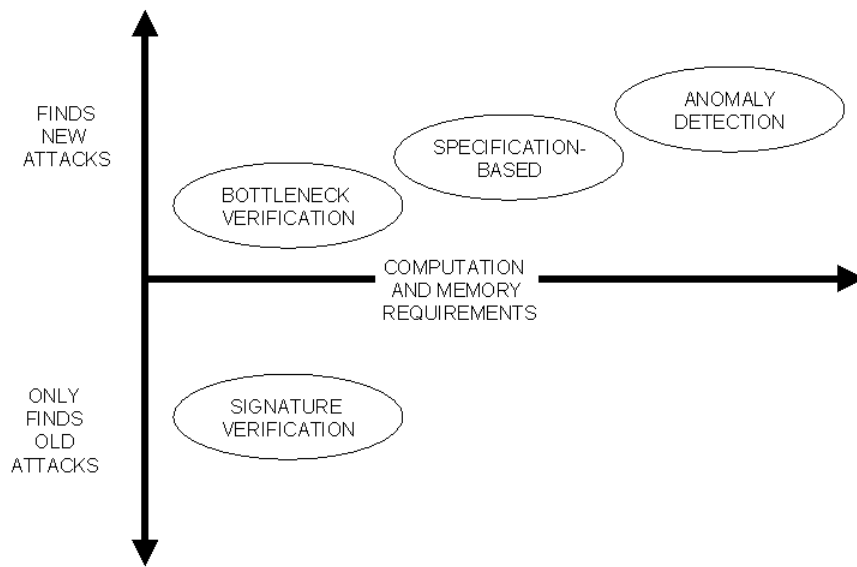 FINDS
NEW
ATTACKS
ANOMALY
DETECTION
SPECIFICATION-
BASED
BOTTLENECK
VERIFICATION
COMPUTATION
AND MEMORY
REQUIREMENTS
ONLY
FINDS
OLD
ATTACKS
SIGNATURE
VERIFICATION